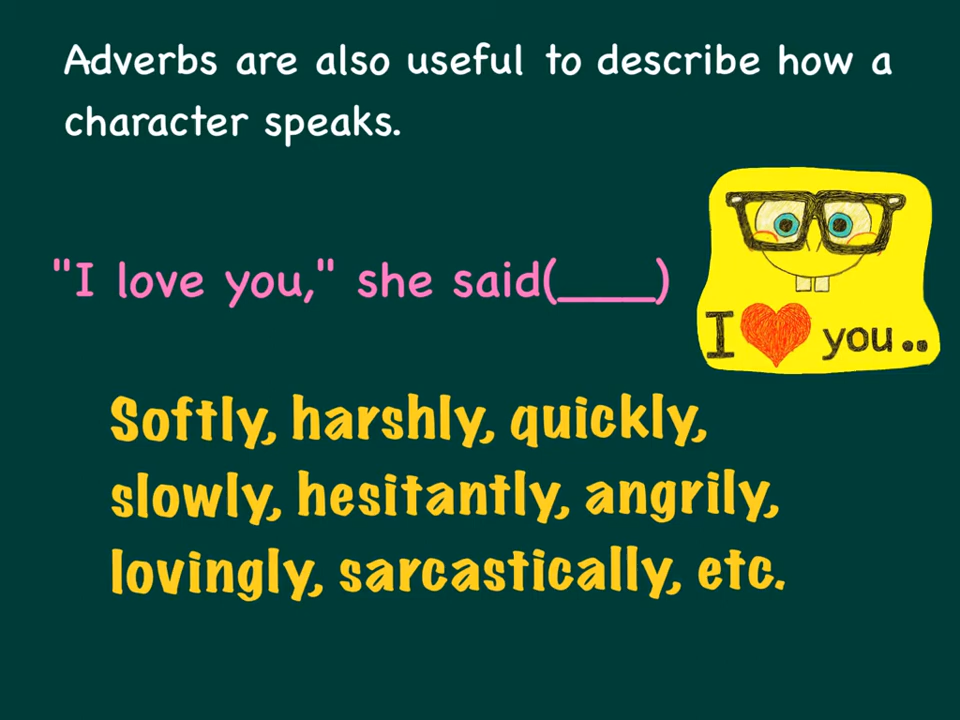 Adverbs are also useful to describe how a
character speaks.
"I love you," she said(___)
I you..
Softly, harshly, quickly,
slowly, hesitantly, angrily,
lovingly, sarcastically, etc.